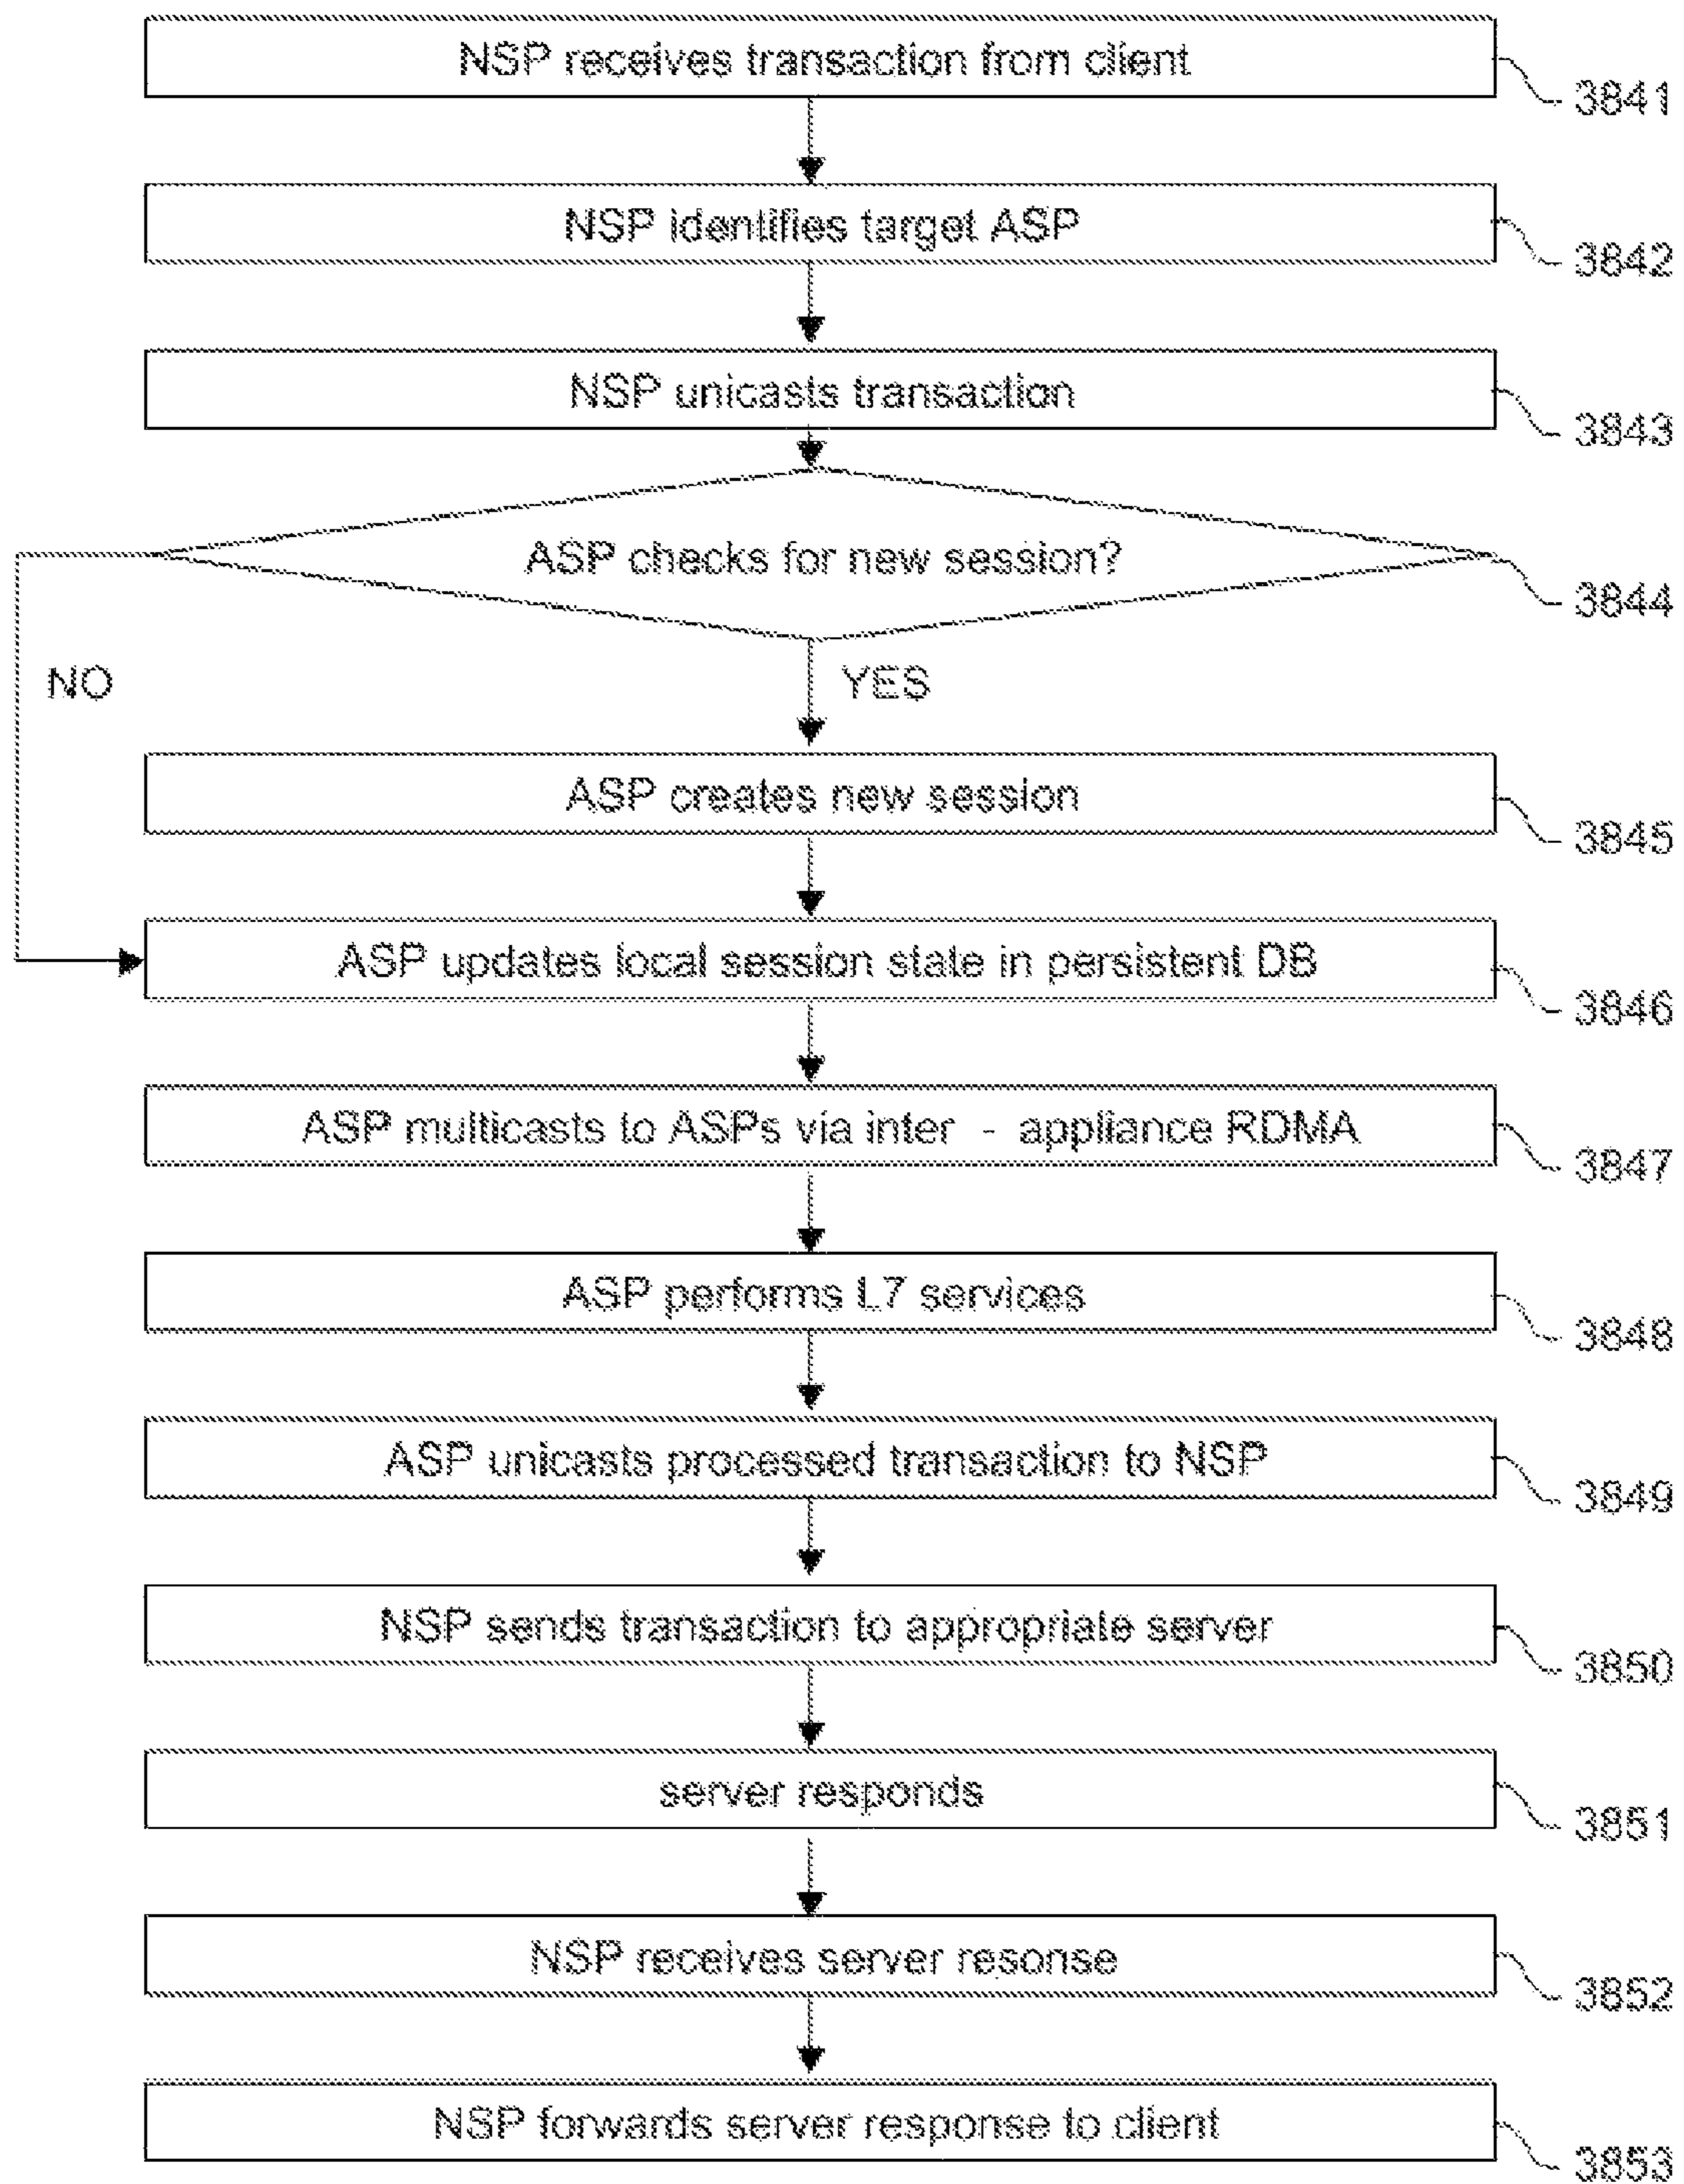 NSP receives transaction from client
3841
NSP identifies target ASP
3842
NSP unicasts transaction
3843
ASP checks for new session?
3844
NO
YES
ASP creates new session
3845
ASP updates local session state in persistent DB
3846
ASP multicasts to ASPs via inter - appliance RDMA
3847
ASP performs L7 services
3848
ASP unicasts processed transaction to NSP
3849
NSP sends transaction to appropriate server
3850
server responds
3851
NSP receives server resonse
3852
NSP forwards server response to client
3853